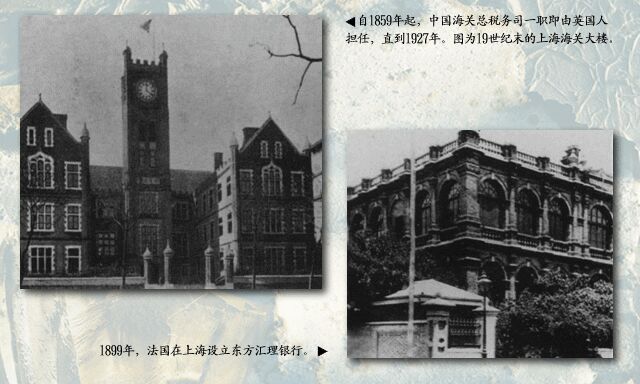 ◀自1859年起，中国海关总税务司一职即由英国人
担任，直到1927年。图为19世纪末的上海海关大楼.
1899年，法国在上海设立东方汇理银行。▶